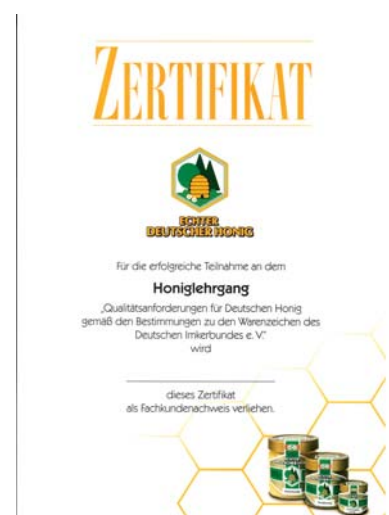 ZERTIFIKAT
ECHTER
DEUTSCHER HONIG
Für die erfolgreiche Teilnahme an dem
Honiglehrgang
„Qualitätsanforderungen für Deutschen Honig
gemäß den Bestimmungen zu den Warenzeichen des
Deutschen Imkerbundes e. V."
wird
dieses Zertifikat
als Fachkundenachweis verliehen.